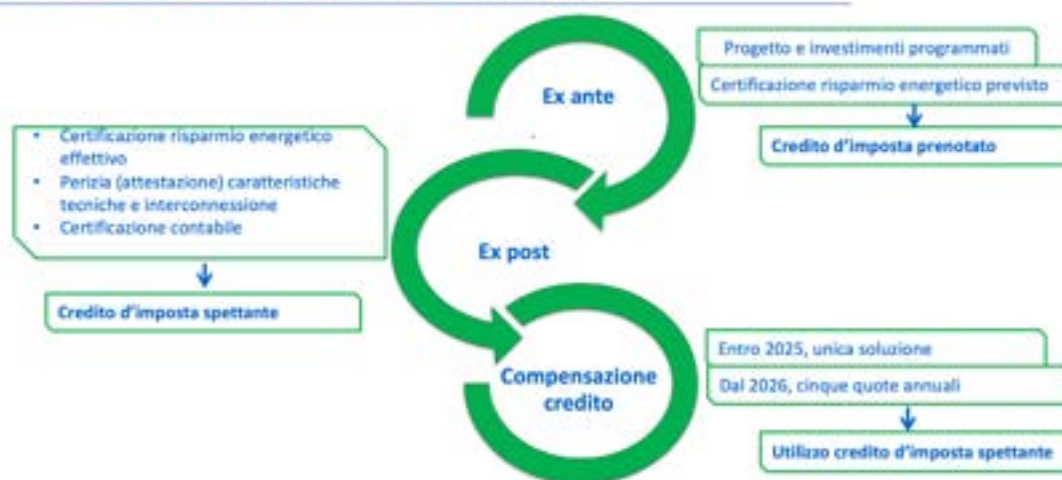 Ex ante
Progetto e investimenti programmati
Certificazione risparmio energetico previsto
Credito d'imposta prenotato
• Certificazione risparmio energetico
effettivo
• Perizia (attestazione) caratteristiche
tecniche e interconnessione
• Certificazione contabile
Credito d'imposta spettante
Ex post
Compensazione
credito
Entro 2025, unica soluzione
Dal 2026, cinque quote annuali
Utilizzo credito d'imposta spettante